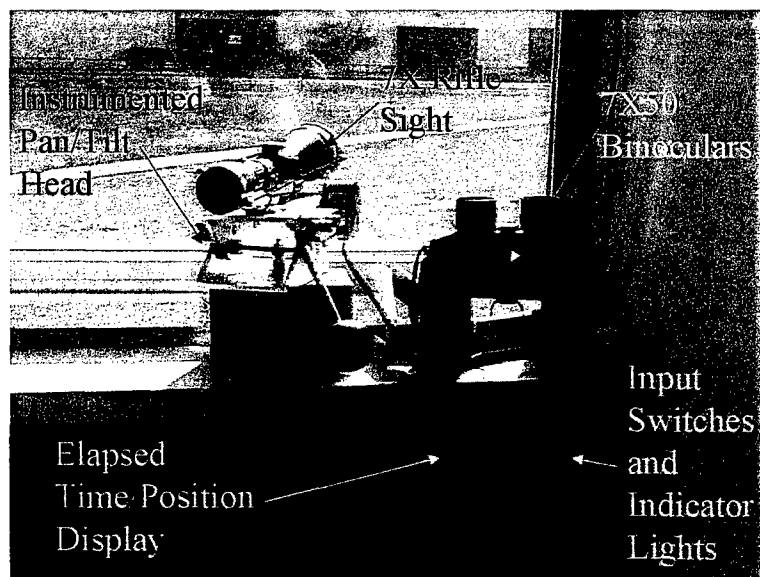 Instrumented
Pan/Tilt
Head
7X Rifle
Sight
7X50
Binoculars
Elapsed
Time Position
Display
Input
Switches
and
Indicator
Lights